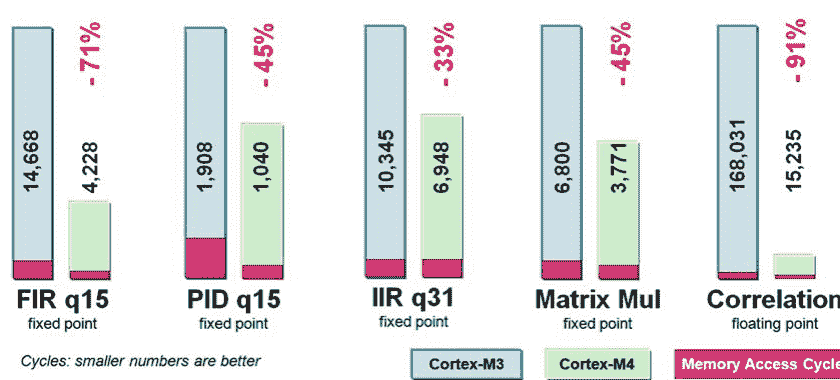 - 71%
- 45%
- 33%
- 45%
- 91%
14,668
4,228
1,908
1,040
10,345
6,948
6,800
3,771
168,031
15,235
FIR q15
fixed point
PID q15
fixed point
IIR q31
fixed point
Matrix Mul
fixed point
Correlation
floating point
Cycles: smaller numbers are better
Cortex-M3
Cortex-M4
Memory Access Cycle